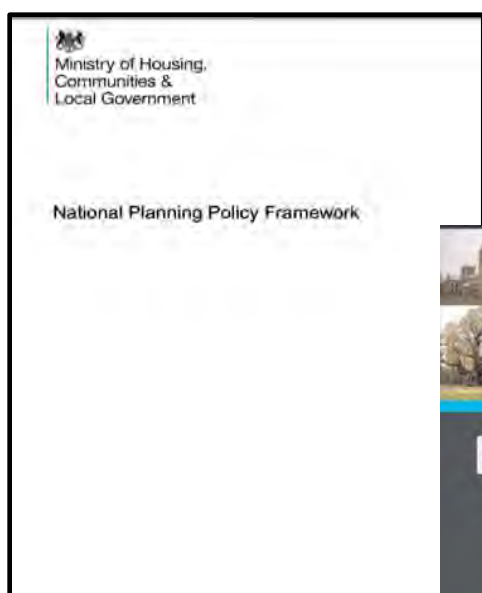 Ministry of Housing,
Communities &
Local Government
National Planning Policy Framework